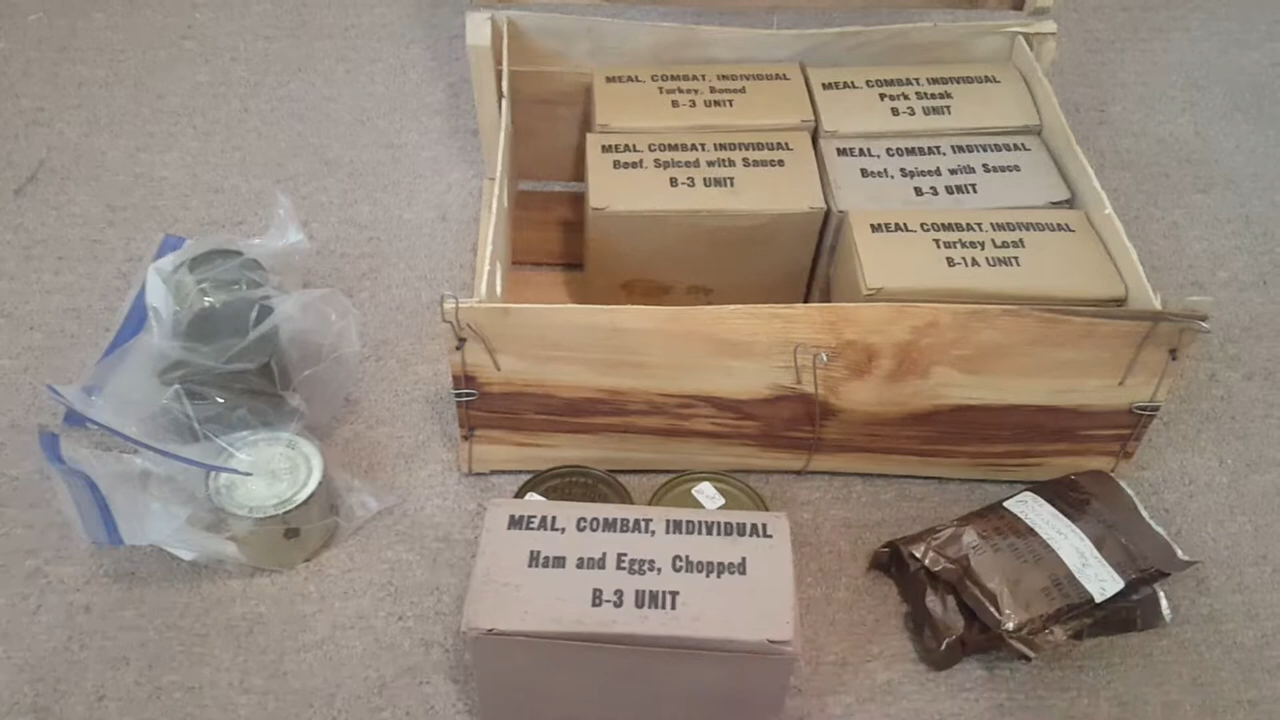 MEAL, COMBAT, INDIVIDUAL
Turkey, Boned
B-3 UNIT
MEAL, COMBAT, INDIVIDUAL
Pork Steak
B-3 UNIT
MEAL, COMBAT, INDIVIDUAL
Beef, Spiced with Sauce
B-3 UNIT
MEAL, COMBAT, INDIVIDUAL
Beef, Spiced with Sauce
B-3 UNIT
MEAL, COMBAT, INDIVIDUAL
Turkey Loaf
B-1A UNIT
MEAL, COMBAT, INDIVIDUAL
Ham and Eggs, Chopped
B-3 UNIT